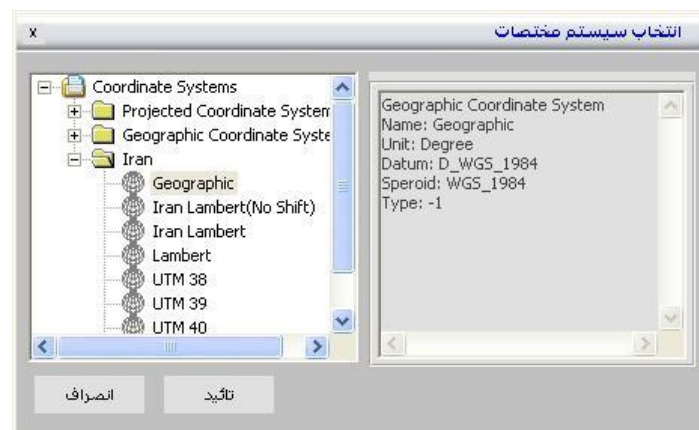 x
انتخاب سیستم مختصات
Coordinate Systems
Projected Coordinate System
Geographic Coordinate Syste
Iran
Geographic
Iran Lambert(No Shift)
Iran Lambert
Lambert
UTM 38
UTM 39
UTM 40
Geographic Coordinate System
Name: Geographic
Unit: Degree
Datum: D_WGS_1984
Speroid: WGS_1984
Type: -1
انصراف
تائید